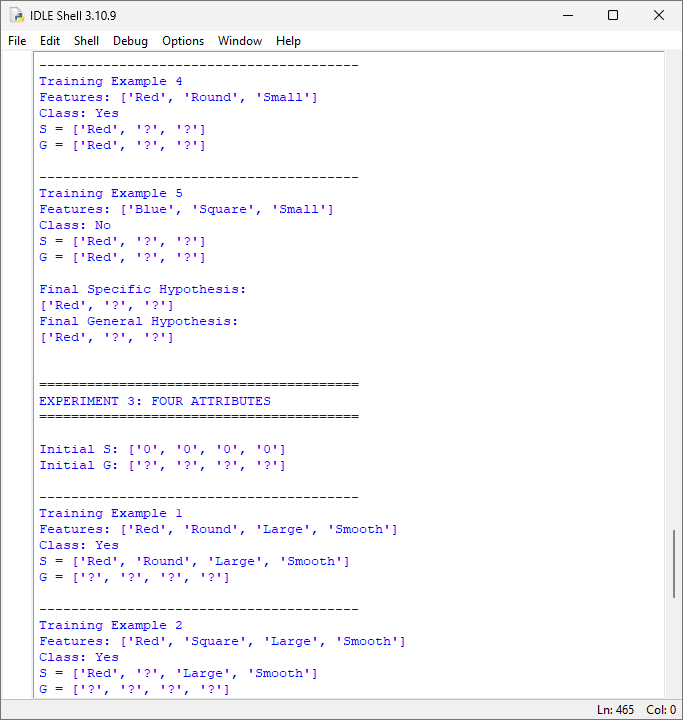 IDLE Shell 3.10.9
File Edit Shell Debug Options Window Help
----------------------------------------
Training Example 4
Features: ['Red', 'Round', 'Small']
Class: Yes
S = ['Red', '?', '?']
G = ['Red', '?', '?']
----------------------------------------
Training Example 5
Features: ['Blue', 'Square', 'Small']
Class: No
S = ['Red', '?', '?']
G = ['Red', '?', '?']
Final Specific Hypothesis:
['Red', '?', '?']
Final General Hypothesis:
['Red', '?', '?']
========================================
EXPERIMENT 3: FOUR ATTRIBUTES
========================================
Initial S: ['0', '0', '0', '0']
Initial G: ['?', '?', '?', '?']
----------------------------------------
Training Example 1
Features: ['Red', 'Round', 'Large', 'Smooth']
Class: Yes
S = ['Red', 'Round', 'Large', 'Smooth']
G = ['?', '?', '?', '?']
----------------------------------------
Training Example 2
Features: ['Red', 'Square', 'Large', 'Smooth']
Class: Yes
S = ['Red', '?', 'Large', 'Smooth']
G = ['?', '?', '?', '?']
Ln: 465 Col: 0